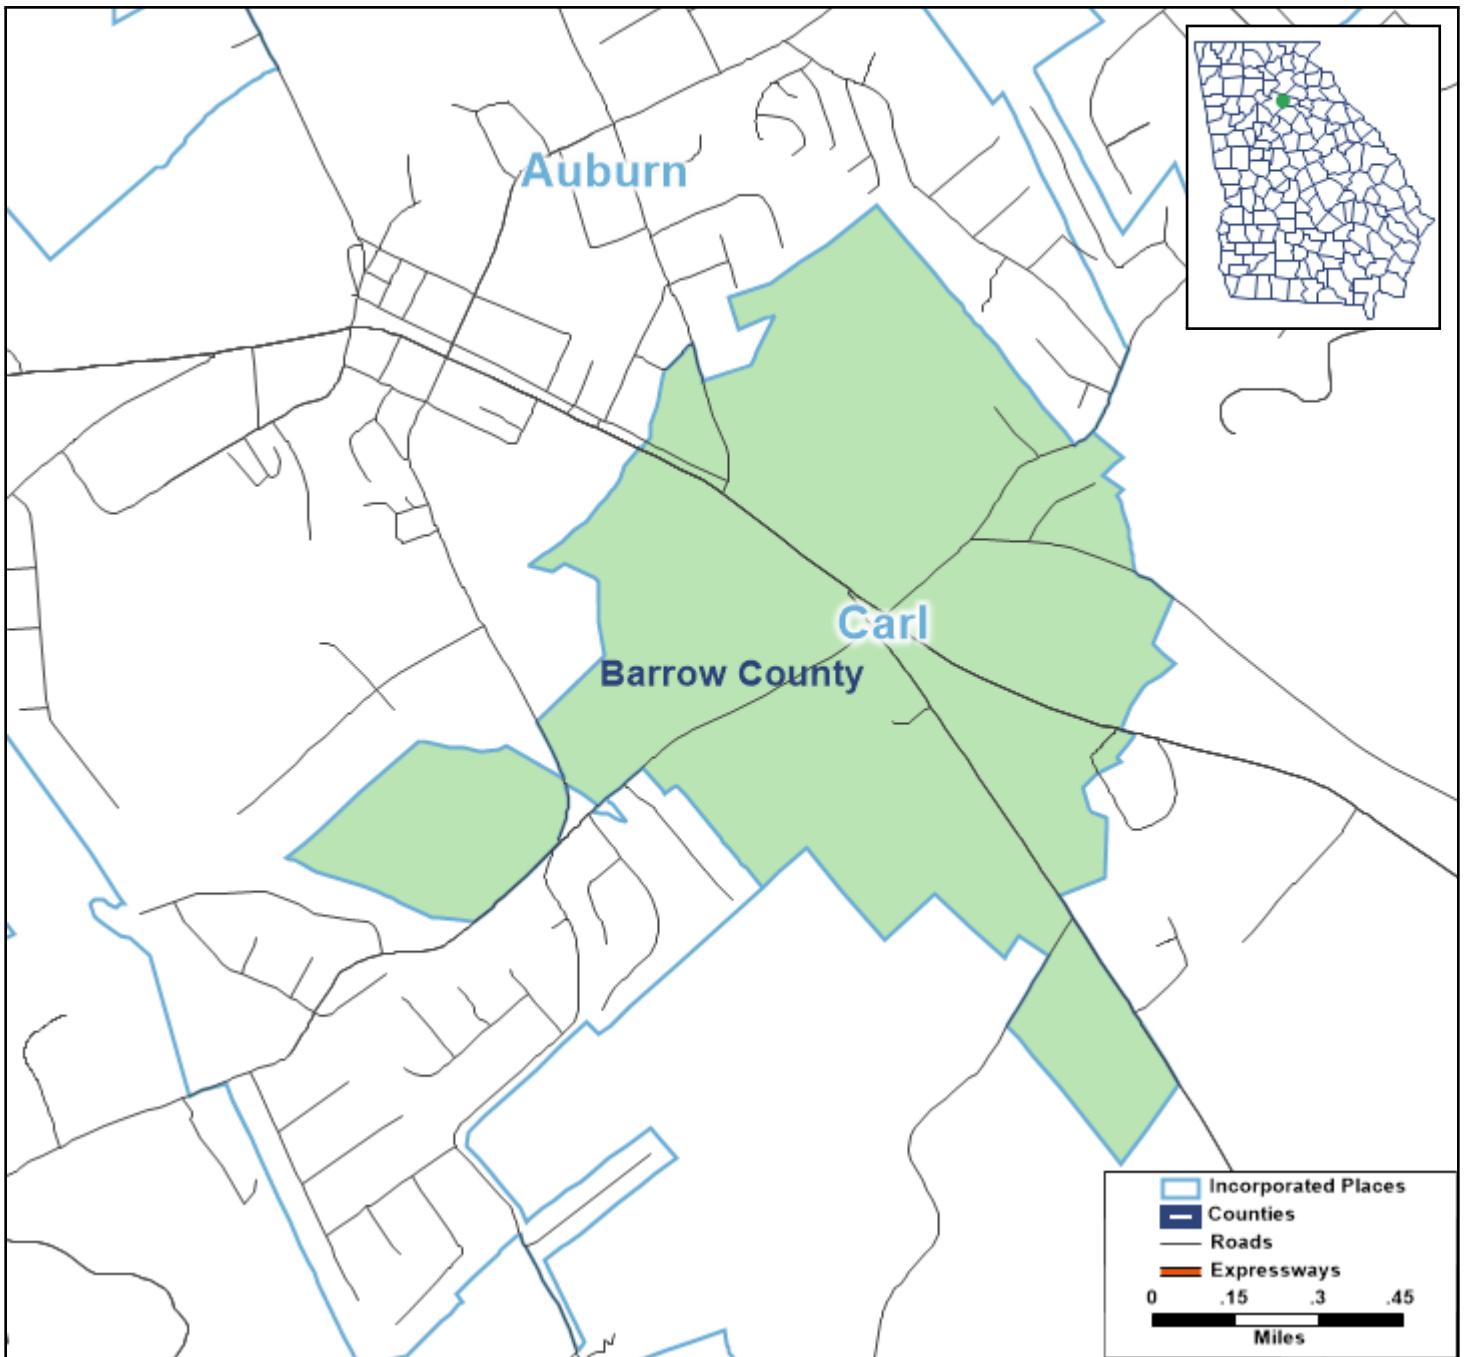 Auburn
Carl
Barrow County
Incorporated Places
Counties
Roads
Expressways
0 .15 .3 .45
Miles